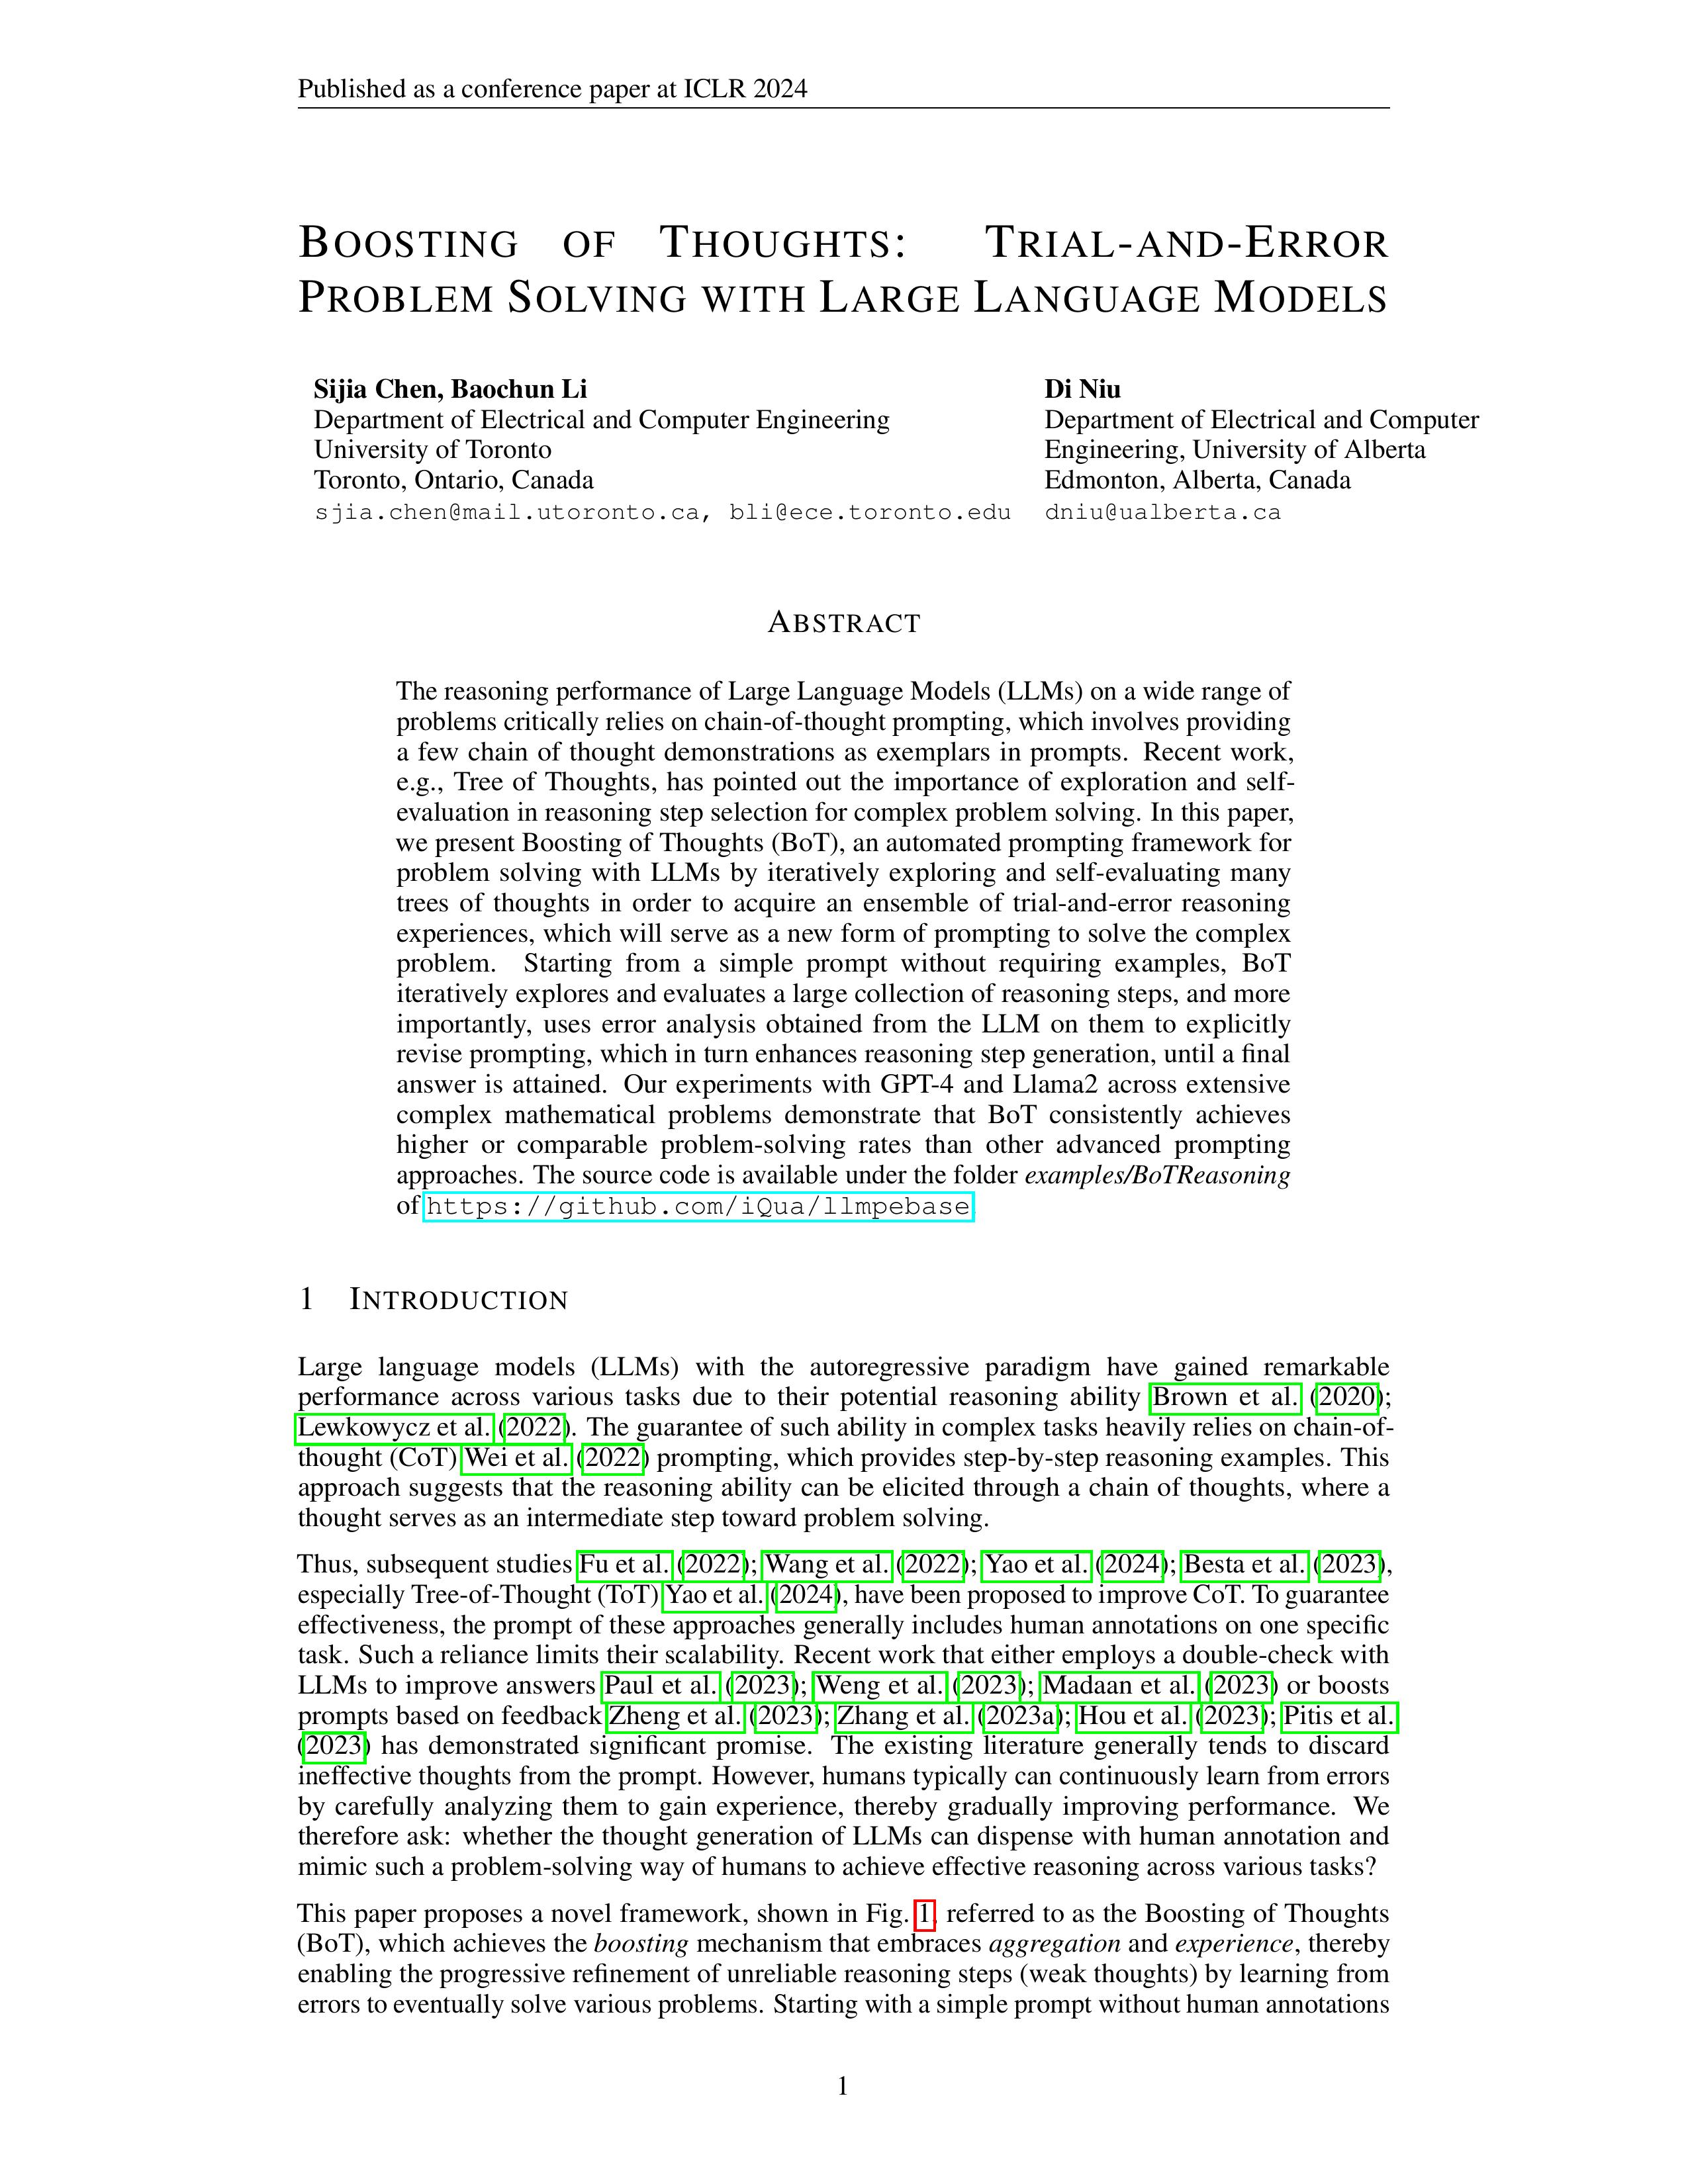 Published as a conference paper at ICLR 2024
BOOSTING OF THOUGHTS: TRIAL-AND-ERROR
PROBLEM SOLVING WITH LARGE LANGUAGE MODELS
Sijia Chen, Baochun Li
Department of Electrical and Computer Engineering
University of Toronto
Toronto, Ontario, Canada
sjia.chen@mail.utoronto.ca, bli@ece.toronto.edu
Di Niu
Department of Electrical and Computer
Engineering, University of Alberta
Edmonton, Alberta, Canada
dniu@ualberta.ca
ABSTRACT
The reasoning performance of Large Language Models (LLMs) on a wide range of
problems critically relies on chain-of-thought prompting, which involves providing
a few chain of thought demonstrations as exemplars in prompts. Recent work,
e.g., Tree of Thoughts, has pointed out the importance of exploration and self-
evaluation in reasoning step selection for complex problem solving. In this paper,
we present Boosting of Thoughts (BoT), an automated prompting framework for
problem solving with LLMs by iteratively exploring and self-evaluating many
trees of thoughts in order to acquire an ensemble of trial-and-error reasoning
experiences, which will serve as a new form of prompting to solve the complex
problem. Starting from a simple prompt without requiring examples, BoT
iteratively explores and evaluates a large collection of reasoning steps, and more
importantly, uses error analysis obtained from the LLM on them to explicitly
revise prompting, which in turn enhances reasoning step generation, until a final
answer is attained. Our experiments with GPT-4 and Llama2 across extensive
complex mathematical problems demonstrate that BoT consistently achieves
higher or comparable problem-solving rates than other advanced prompting
approaches. The source code is available under the folder examples/BoTReasoning
of https://github.com/iQua/llmpebase
1 INTRODUCTION
Large language models (LLMs) with the autoregressive paradigm have gained remarkable
performance across various tasks due to their potential reasoning ability Brown et al. (2020);
Lewkowycz et al. (2022). The guarantee of such ability in complex tasks heavily relies on chain-of-
thought (CoT) Wei et al. (2022) prompting, which provides step-by-step reasoning examples. This
approach suggests that the reasoning ability can be elicited through a chain of thoughts, where a
thought serves as an intermediate step toward problem solving.
Thus, subsequent studies Fu et al. (2022); Wang et al. (2022); Yao et al. (2024); Besta et al. (2023),
especially Tree-of-Thought (ToT) Yao et al. (2024), have been proposed to improve CoT. To guarantee
effectiveness, the prompt of these approaches generally includes human annotations on one specific
task. Such a reliance limits their scalability. Recent work that either employs a double-check with
LLMs to improve answers Paul et al. (2023); Weng et al. (2023); Madaan et al. (2023) or boosts
prompts based on feedback Zheng et al. (2023); Zhang et al. (2023a); Hou et al. (2023); Pitis et al.
(2023) has demonstrated significant promise. The existing literature generally tends to discard
ineffective thoughts from the prompt. However, humans typically can continuously learn from errors
by carefully analyzing them to gain experience, thereby gradually improving performance. We
therefore ask: whether the thought generation of LLMs can dispense with human annotation and
mimic such a problem-solving way of humans to achieve effective reasoning across various tasks?
This paper proposes a novel framework, shown in Fig. 1, referred to as the Boosting of Thoughts
(BoT), which achieves the boosting mechanism that embraces aggregation and experience, thereby
enabling the progressive refinement of unreliable reasoning steps (weak thoughts) by learning from
errors to eventually solve various problems. Starting with a simple prompt without human annotations
1